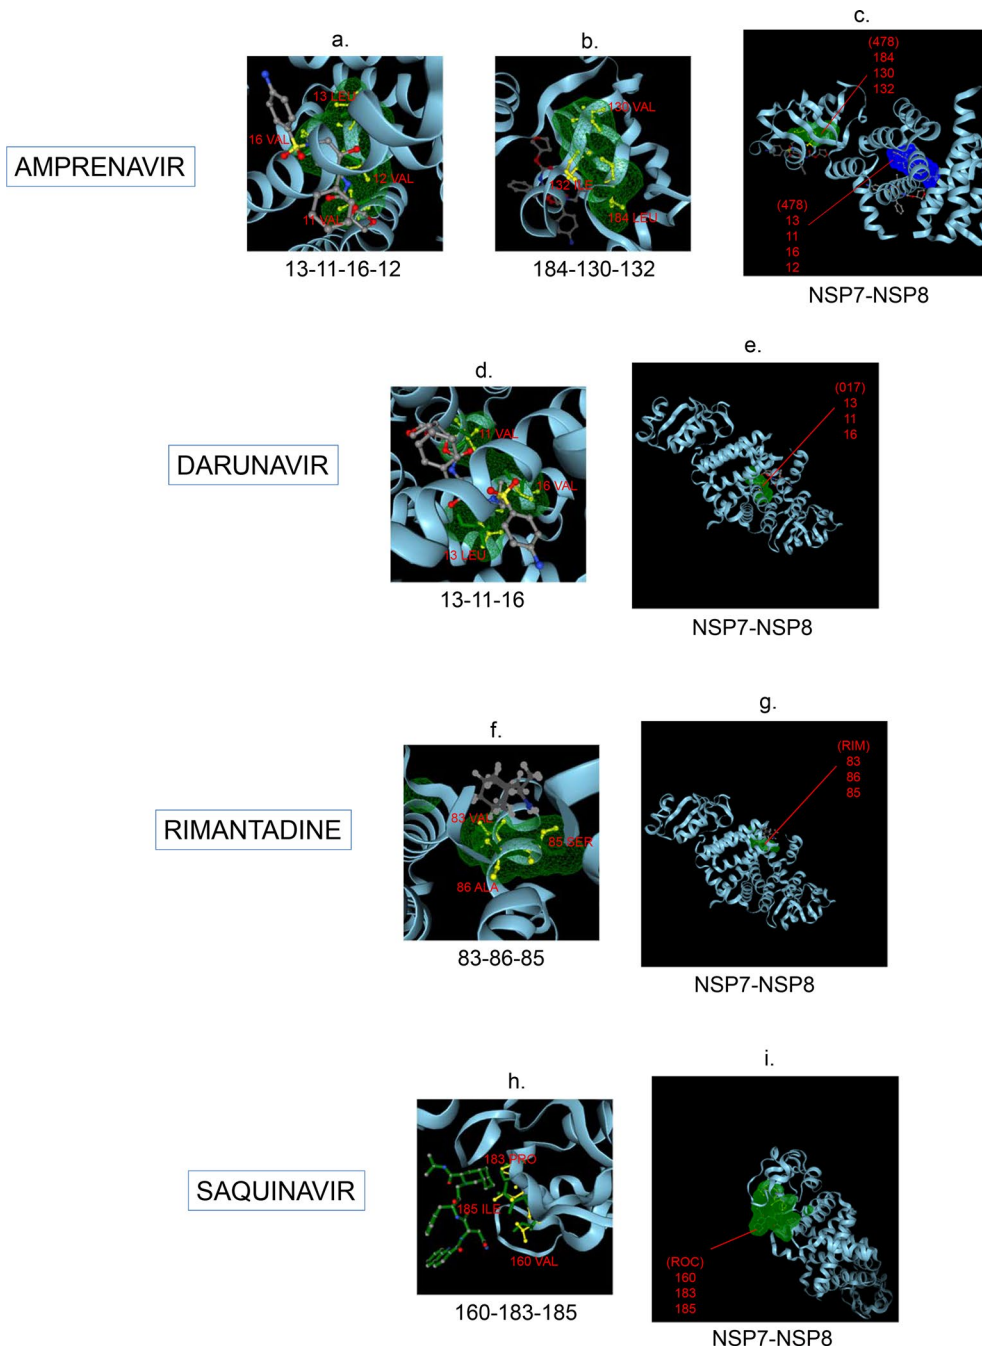 a.
b.
c.
AMPRENAVIR
13 LEU
16 VAL
12 VAL
11 VAL
13-11-16-12
130 VAL
132 ILE
184 LEU
184-130-132
(478)
184
130
132
(478)
13
11
16
12
NSP7-NSP8
d.
e.
DARUNAVIR
11 VAL
16 VAL
13 LEU
13-11-16
(017)
13
11
16
NSP7-NSP8
f.
g.
RIMANTADINE
83 VAL
85 SER
86 ALA
83-86-85
(RIM)
83
86
85
NSP7-NSP8
h.
i.
SAQUINAVIR
183 PRO
185 ILE
160 VAL
160-183-185
(ROC)
160
183
185
NSP7-NSP8